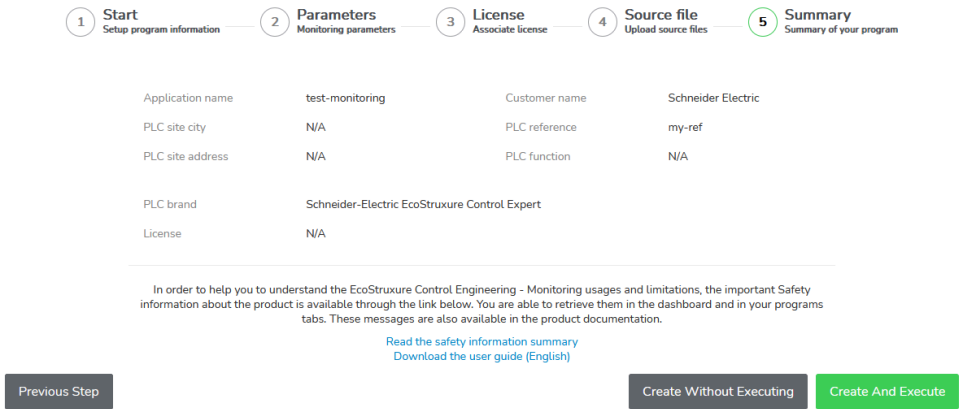 1 Start
Setup program information
2 Parameters
Monitoring parameters
3 License
Associate license
4 Source file
Upload source files
5 Summary
Summary of your program
Application name test-monitoring Customer name Schneider Electric
PLC site city N/A PLC reference my-ref
PLC site address N/A PLC function N/A
PLC brand Schneider-Electric EcoStruxure Control Expert
License N/A
In order to help you to understand the EcoStruxure Control Engineering - Monitoring usages and limitations, the important Safety
information about the product is available through the link below. You are able to retrieve them in the dashboard and in your programs
tabs. These messages are also available in the product documentation.
Read the safety information summary
Download the user guide (English)
Previous Step Create Without Executing Create And Execute